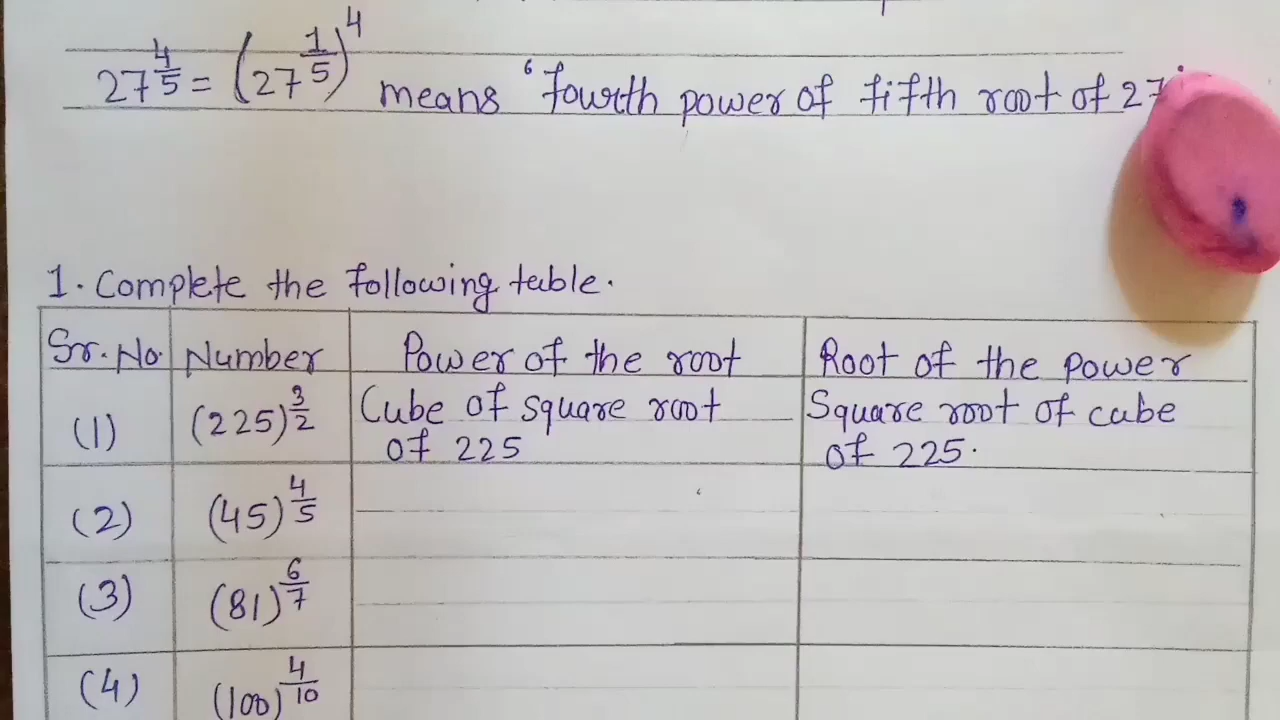 27^(4/5) = (27^(1/5))^4 means ‘fourth power of fifth root of 27’
1. Complete the following table.
Sr. No. Number Power of the root Root of the power
(1) (225)^(3/2) Cube of square root of 225 Square root of cube of 225.
(2) (45)^(4/5)
(3) (81)^(6/7)
(4) (100)^(4/10)